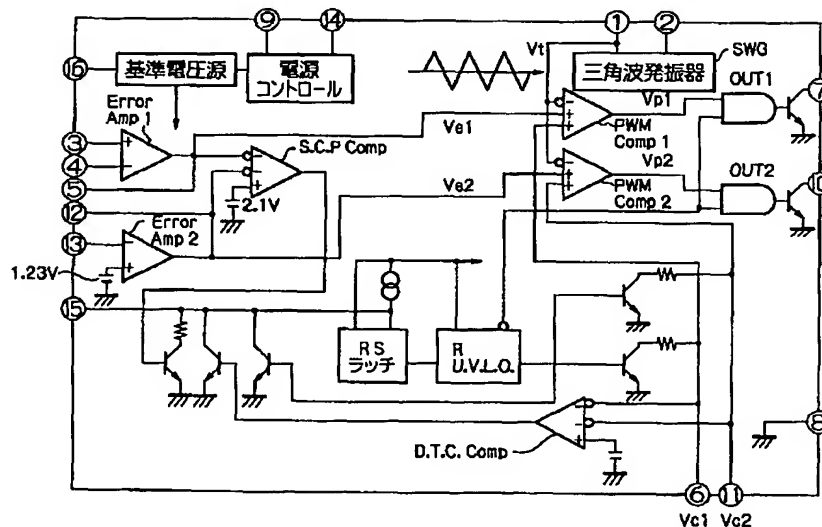 ⑨
⑭
①
②
Vt
SWG
⑯
基準電圧源
電源
コントロール
三角波発振器
OUT1
⑦
Error
Amp 1
Vp1
③
④
⑤
S.C.P Comp
Ve1
PWM
Comp 1
Vp2
OUT2
⑩
⑫
2.1V
Ve2
PWM
Comp 2
⑬
Error
Amp 2
1.23V
⑮
RS
ラッチ
R
U.V.L.O.
⑧
D.T.C. Comp
⑥
⑪
Vc1
Vc2